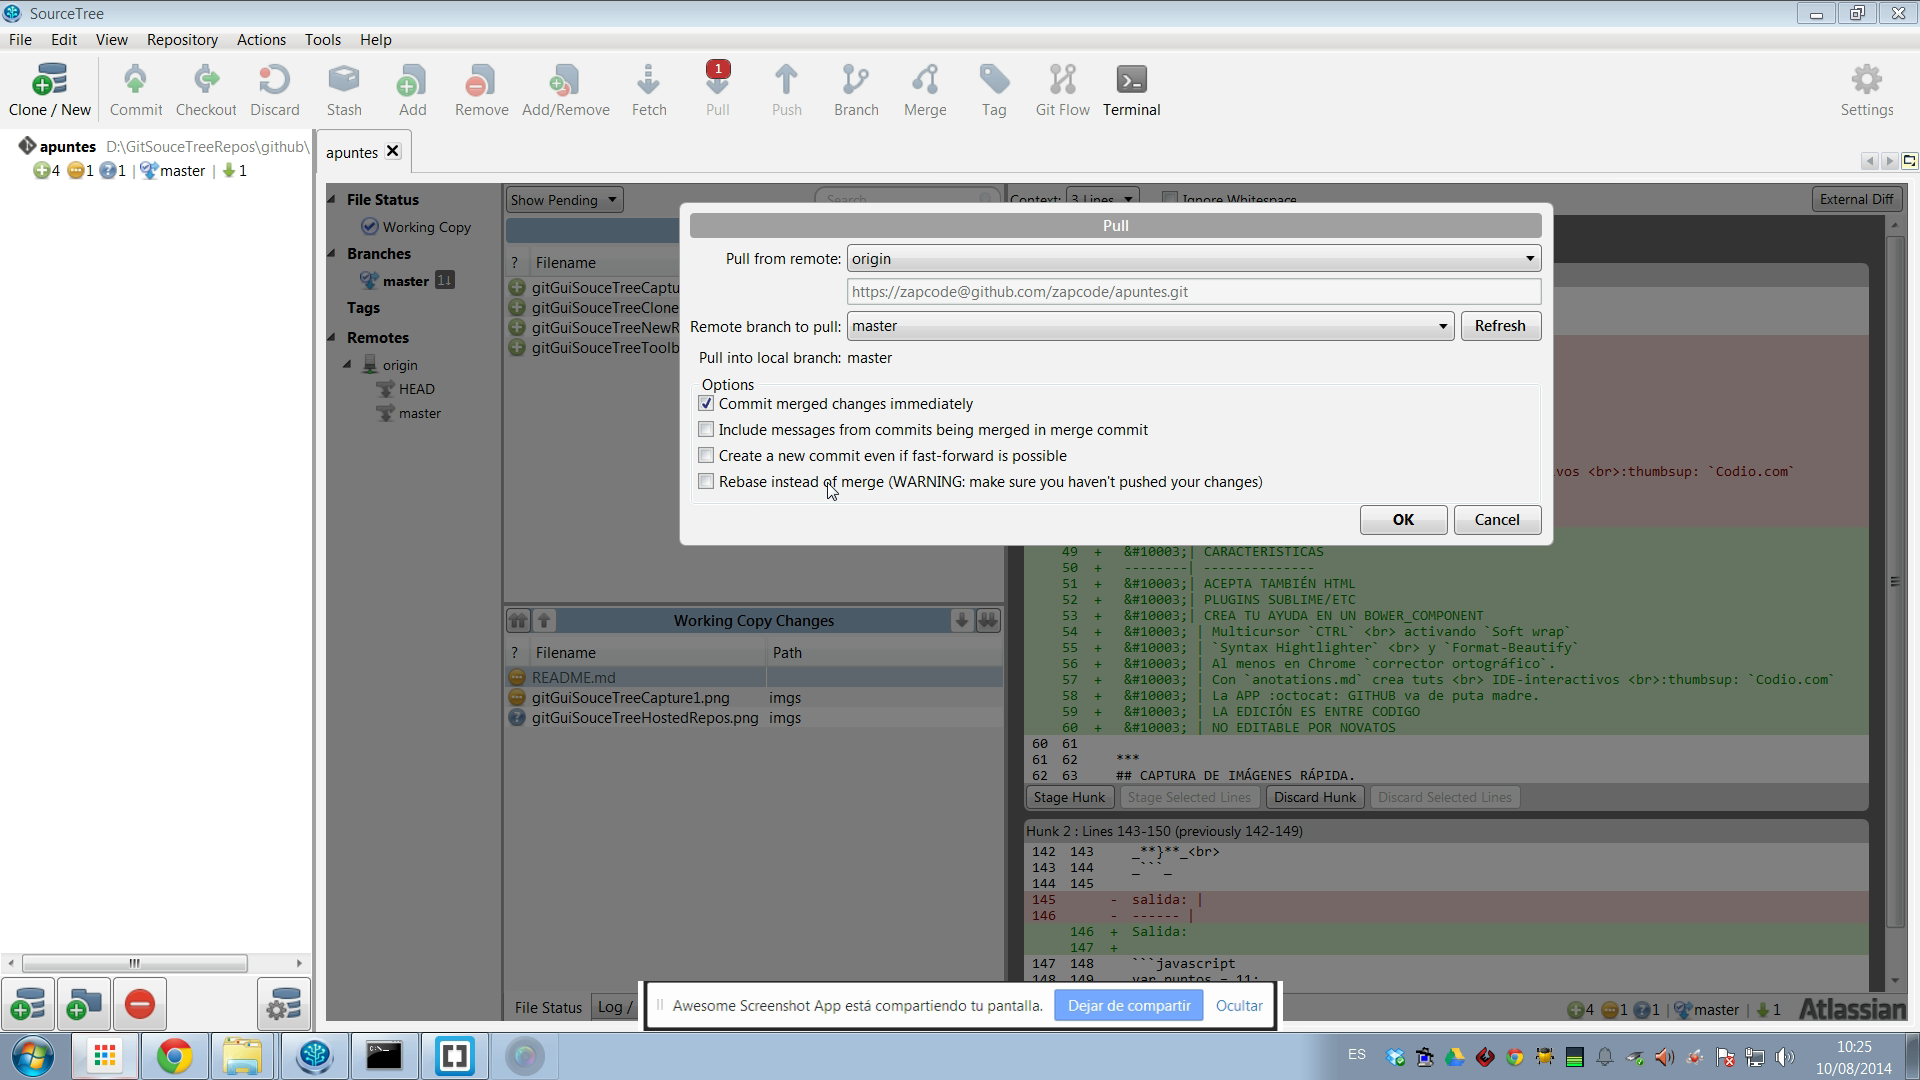 SourceTree
File Edit View Repository Actions Tools Help
1
Clone / New Commit Checkout Discard Stash Add Remove Add/Remove Fetch Pull Push Branch Merge Tag Git Flow Terminal Settings
apuntes D:\GitSouceTreeRepos\github\
4 1 1 | master | 1
apuntes
File Status
Working Copy
Branches
master 1↓
Tags
Remotes
origin
HEAD
master
Show Pending
Search
Context: 3 Lines Ignore Whitespace External Diff
? Filename
gitGuiSouceTreeCaptu
gitGuiSouceTreeClone
gitGuiSouceTreeNewR
gitGuiSouceTreeToolb
Pull
Pull from remote: origin
https://zapcode@github.com/zapcode/apuntes.git
Remote branch to pull: master Refresh
Pull into local branch: master
Options
Commit merged changes immediately
Include messages from commits being merged in merge commit
Create a new commit even if fast-forward is possible
Rebase instead of merge (WARNING: make sure you haven't pushed your changes)
OK Cancel
vos <br>:thumbsup: `Codio.com`
49 + &#10003;| CARACTERISTICAS
50 + --------| --------------
51 + &#10003;| ACEPTA TAMBIÉN HTML
52 + &#10003;| PLUGINS SUBLIME/ETC
53 + &#10003;| CREA TU AYUDA EN UN BOWER_COMPONENT
54 + &#10003; | Multicursor `CTRL` <br> activando `Soft wrap`
55 + &#10003; | `Syntax Hightlighter` <br> y `Format-Beautify`
56 + &#10003; | Al menos en Chrome `corrector ortográfico`.
57 + &#10003; | Con `anotations.md` crea tuts <br> IDE-interactivos <br>:thumbsup: `Codio.com`
58 + &#10003; | La APP :octocat: GITHUB va de puta madre.
59 + &#10003; | LA EDICIÓN ES ENTRE CODIGO
60 + &#10003; | NO EDITABLE POR NOVATOS
60 61
61 62 ***
62 63 ## CAPTURA DE IMÁGENES RÁPIDA.
Stage Hunk Stage Selected Lines Discard Hunk Discard Selected Lines
Hunk 2 : Lines 143-150 (previously 142-149)
142 143 _**}**_<br>
143 144 _```_
144 145
145 - salida: |
146 - ------ |
146 + Salida:
147 +
147 148 ```javascript
148 149 var puntos = 11;
Working Copy Changes
? Filename Path
README.md
gitGuiSouceTreeCapture1.png imgs
gitGuiSouceTreeHostedRepos.png imgs
File Status Log /
4 1 1 | master | 1 Atlassian
Awesome Screenshot App está compartiendo tu pantalla. Dejar de compartir Ocultar
ES
10:25
10/08/2014